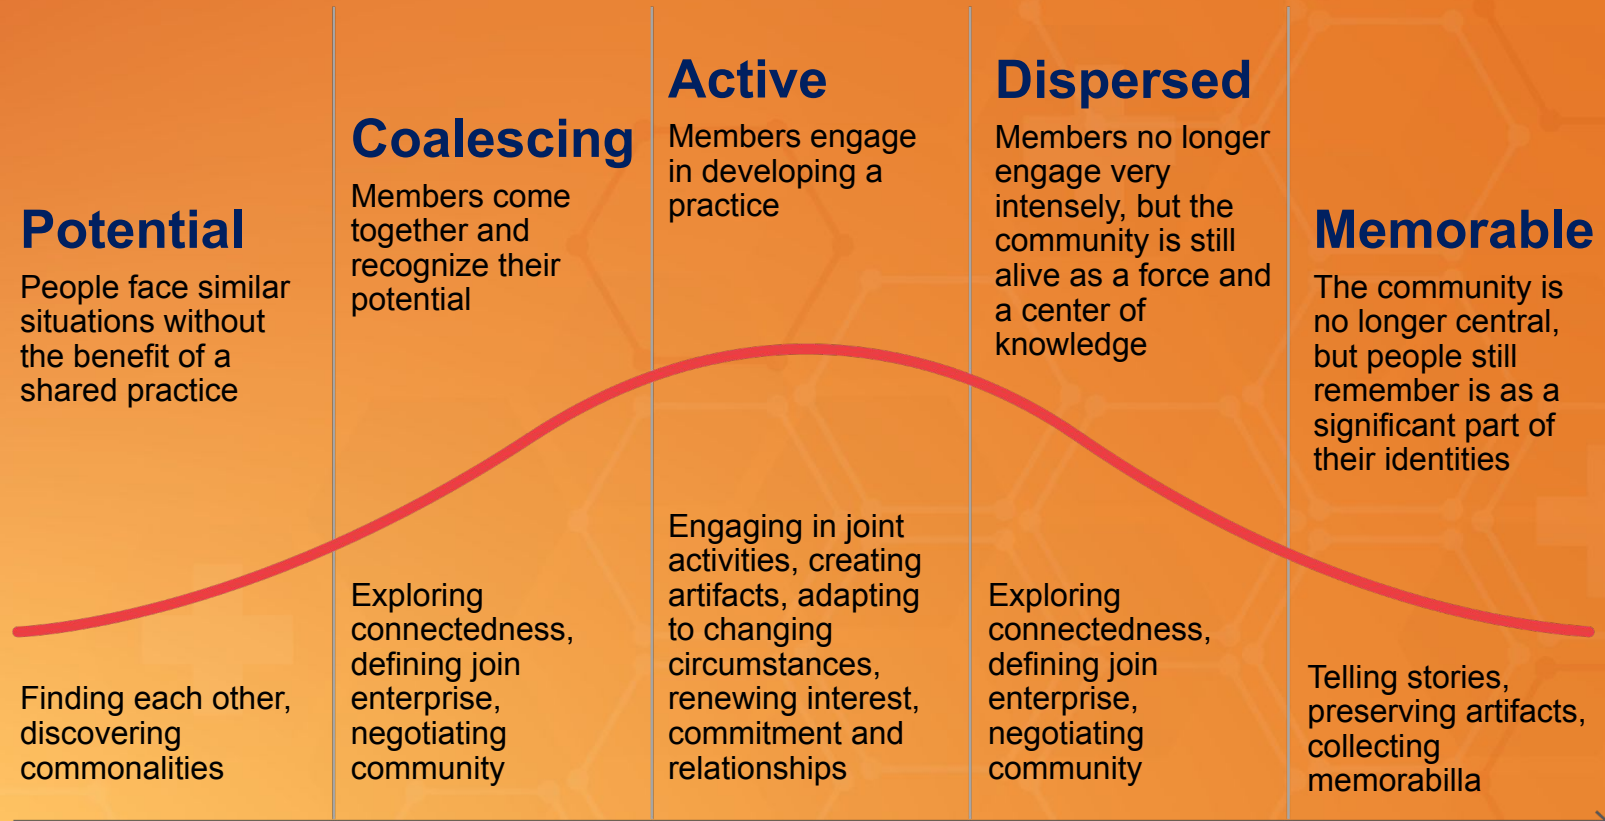 Potential
People face similar
situations without
the benefit of a
shared practice
Finding each other,
discovering
commonalities
Coalescing
Members come
together and
recognize their
potential
Exploring
connectedness,
defining join
enterprise,
negotiating
community
Active
Members engage
in developing a
practice
Engaging in joint
activities, creating
artifacts, adapting
to changing
circumstances,
renewing interest,
commitment and
relationships
Dispersed
Members no longer
engage very
intensely, but the
community is still
alive as a force and
a center of
knowledge
Exploring
connectedness,
defining join
enterprise,
negotiating
community
Memorable
The community is
no longer central,
but people still
remember is as a
significant part of
their identities
Telling stories,
preserving artifacts,
collecting
memorabilla